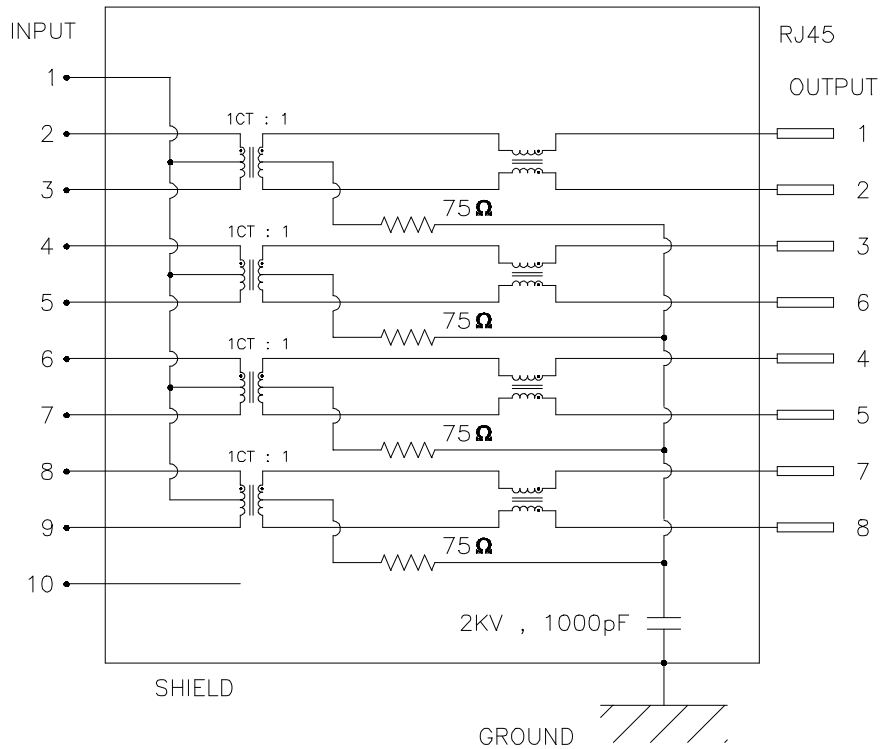 INPUT
RJ45
OUTPUT
1
1CT : 1
2
1
3
2
75Ω
1CT : 1
4
3
5
6
75Ω
1CT : 1
6
4
7
5
75Ω
1CT : 1
8
7
9
8
75Ω
10
2KV , 1000pF
SHIELD
GROUND